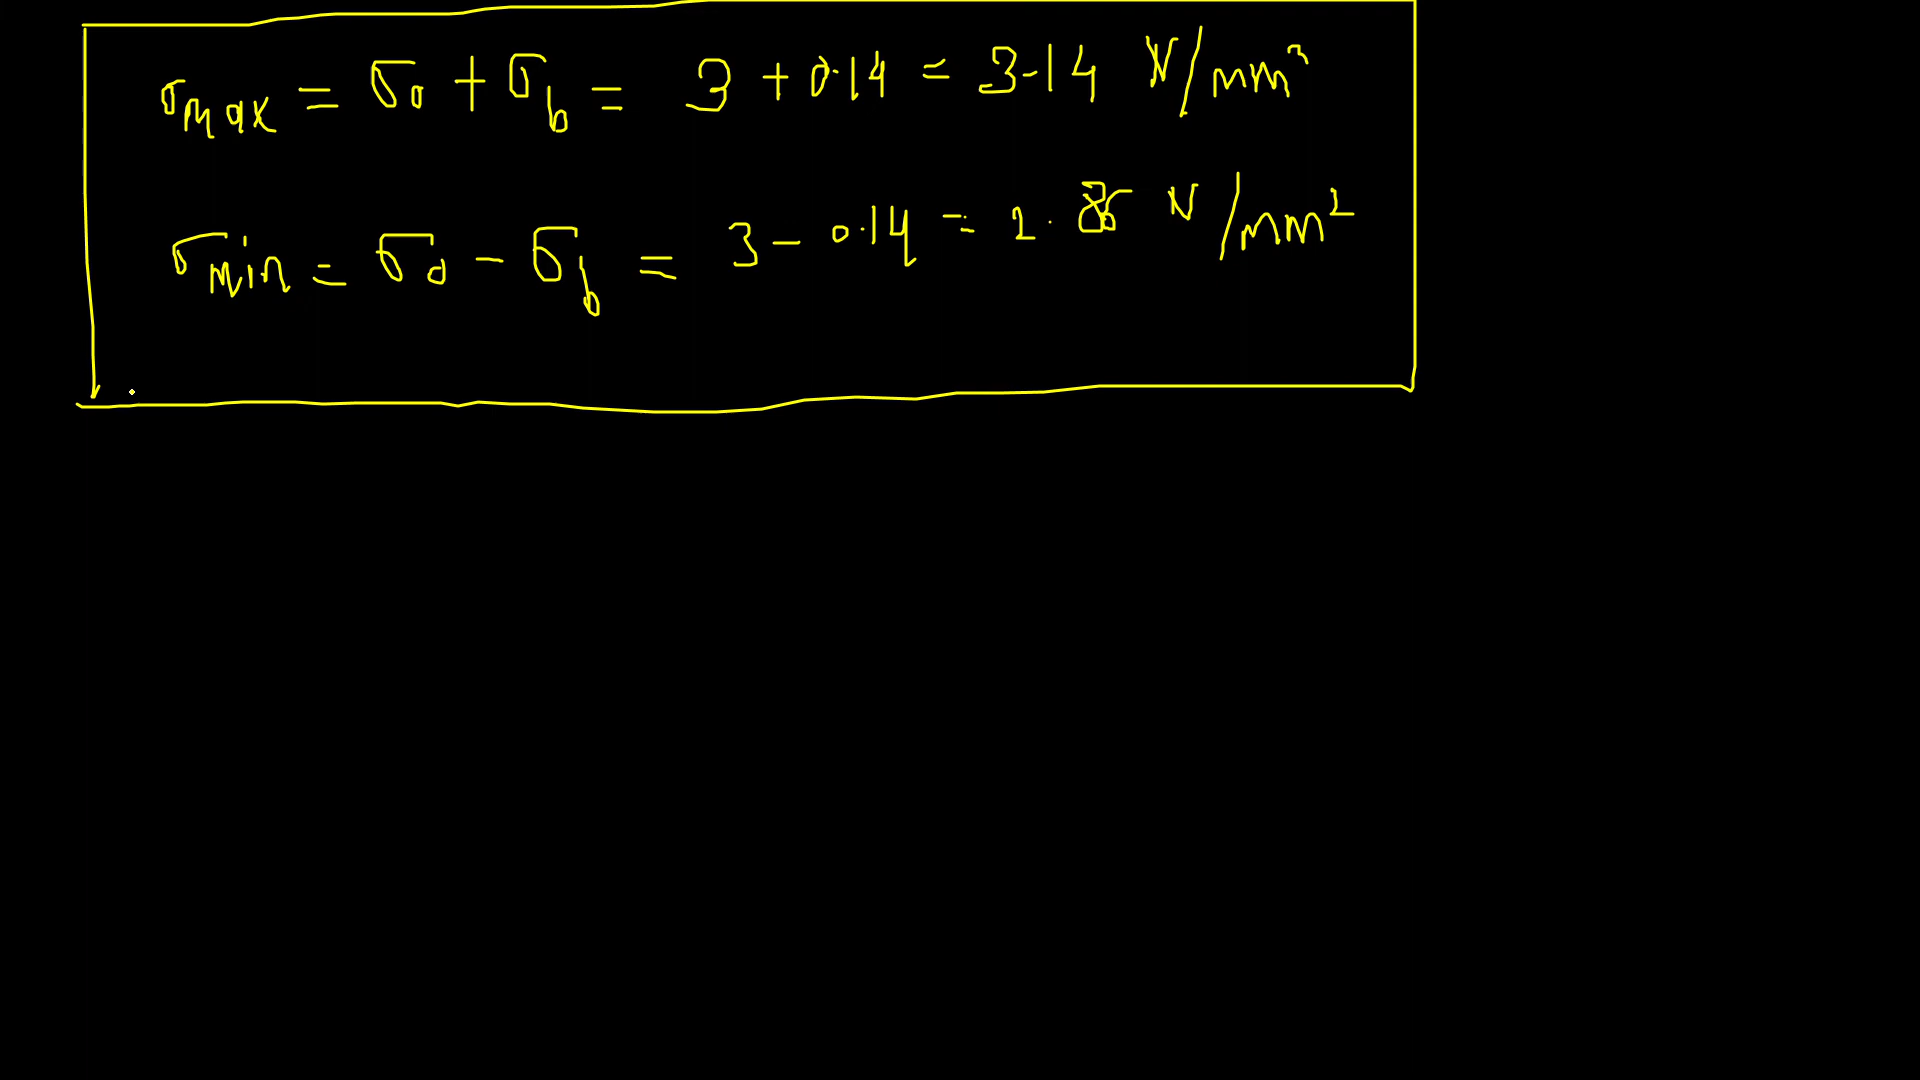 σmax = σo + σb = 3 + 0.14 = 3.14 N/mm²
σmin = σo - σb = 3 - 0.14 = 2.86 N/mm²